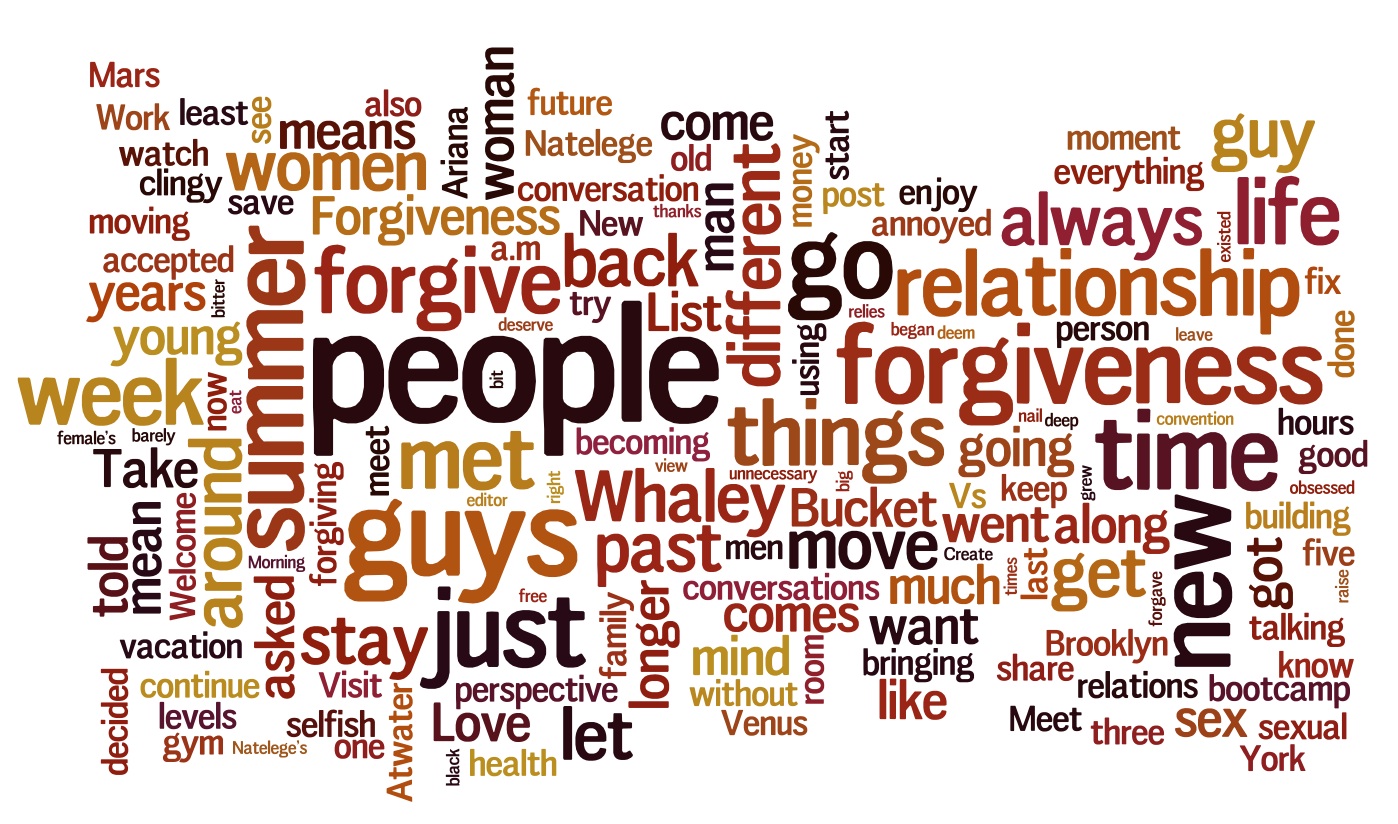 Mars
Work
least
see
also
means
watch
women
clingy
save
moving
Ariana
woman
future
Natelege
conversation
Forgiveness
New
thanks
come
old
man
different
money
start
post
enjoy
annoyed
moment
everything
guy
always
existed
life
accepted
years
bitter
young
summer
forgive
a.m
back
try
List
deserve
go
using
relationship
fix
relies
began
deem
person
leave
done
week
now
eat
people
bit
forgiveness
female's
barely
Take
around
meet
met
becoming
view
things
unnecessary
big
nail
deep
going
grew
time
convention
hours
good
obsessed
told
mean
Welcome
Morning
forgiving
editor
right
guys
Whaley
Bucket
Vs
keep
went
along
new
building
five
raise
got
past
men
move
Create
times
last
get
forgave
asked
stay
free
just
family
longer
conversations
much
comes
want
talking
vacation
mind
bringing
Brooklyn
share
know
decided
continue
Visit
perspective
without
room
like
relations
bootcamp
levels
selfish
Love
let
Venus
Meet
three
sex
sexual
gym
Natelege's
one
Atwater
black
health
York